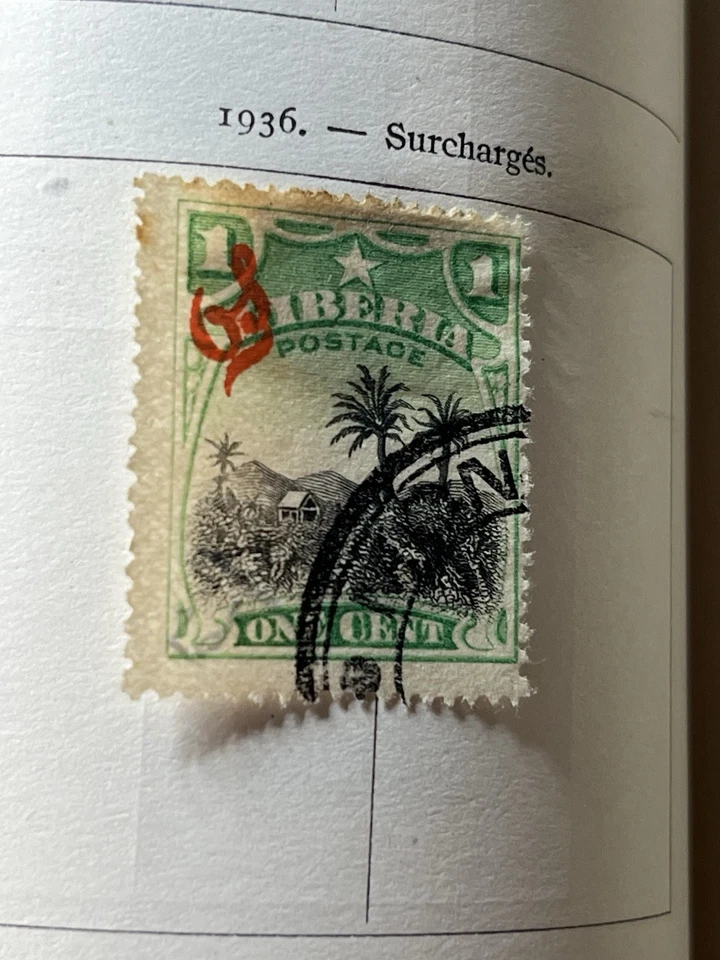 1936. — Surchargés.
1 1
LIBERIA
POSTAGE
N
ONE CENT